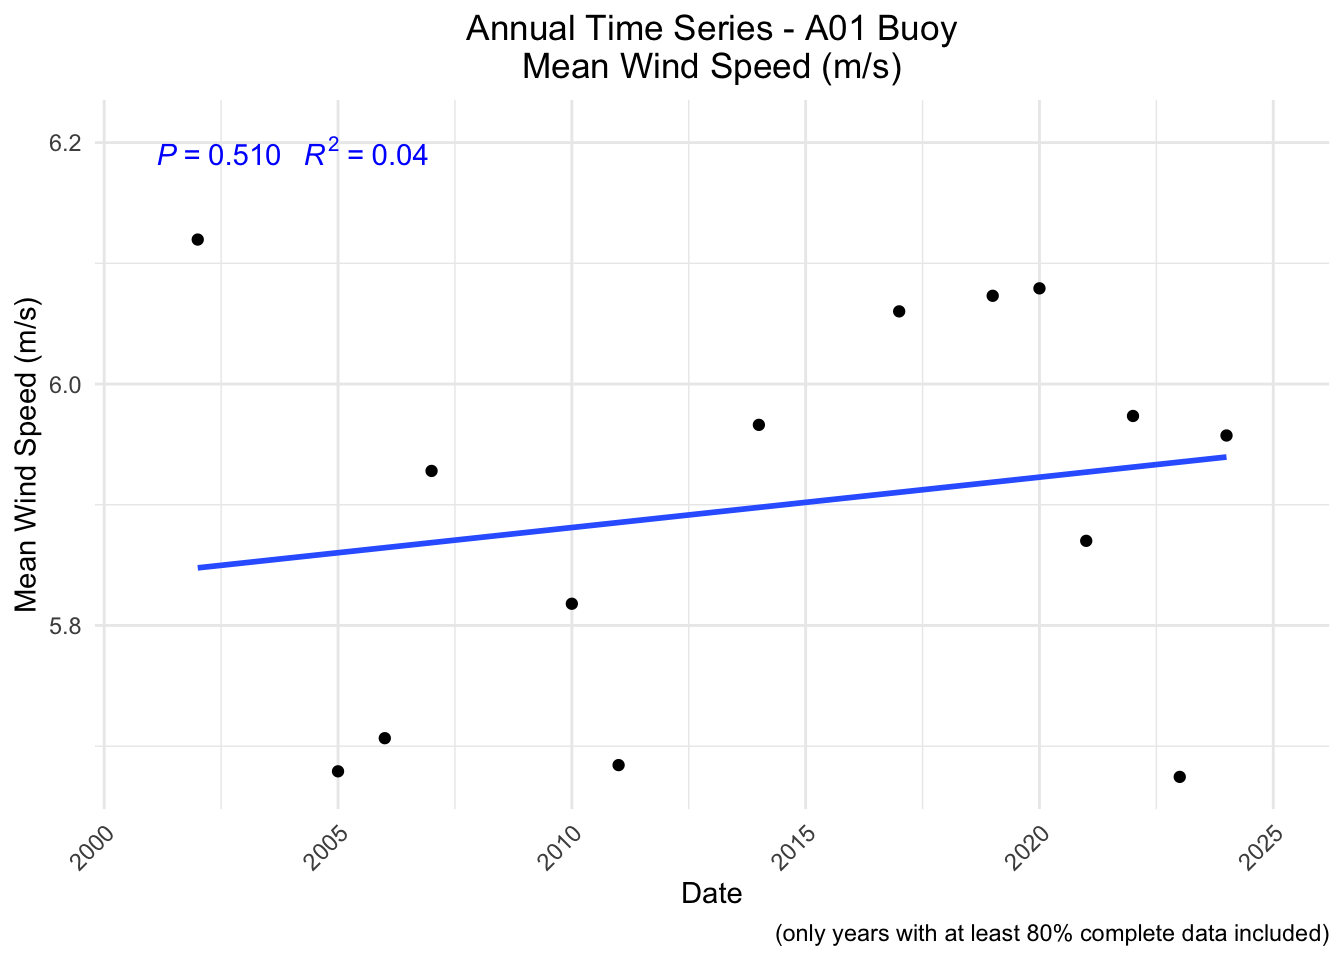 Annual Time Series - A01 Buoy
Mean Wind Speed (m/s)
P = 0.510 R² = 0.04
Mean Wind Speed (m/s)
6.2
6.0
5.8
2000
2005
2010
2015
2020
2025
Date
(only years with at least 80% complete data included)